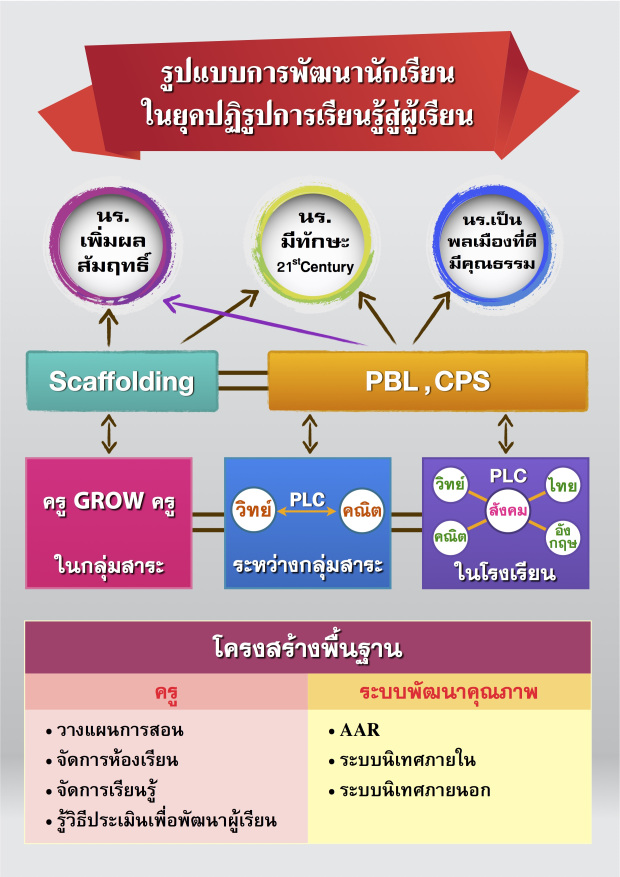 รูปแบบการพัฒนานักเรียน
ในยุคปฏิรูปการเรียนรู้สู่ผู้เรียน
นร.
เพิ่มผล
สัมฤทธิ์
นร.
มีทักษะ
21stCentury
นร.เป็น
พลเมืองที่ดี
มีคุณธรรม
Scaffolding
PBL , CPS
ครู GROW ครู
ในกลุ่มสาระ
วิทย์
PLC
คณิต
ระหว่างกลุ่มสาระ
PLC
วิทย์
ไทย
สังคม
คณิต
อัง
กฤษ
ในโรงเรียน
โครงสร้างพื้นฐาน
ครู
• วางแผนการสอน
• จัดการห้องเรียน
• จัดการเรียนรู้
• รู้วิธีประเมินเพื่อพัฒนาผู้เรียน
ระบบพัฒนาคุณภาพ
• AAR
• ระบบนิเทศภายใน
• ระบบนิเทศภายนอก